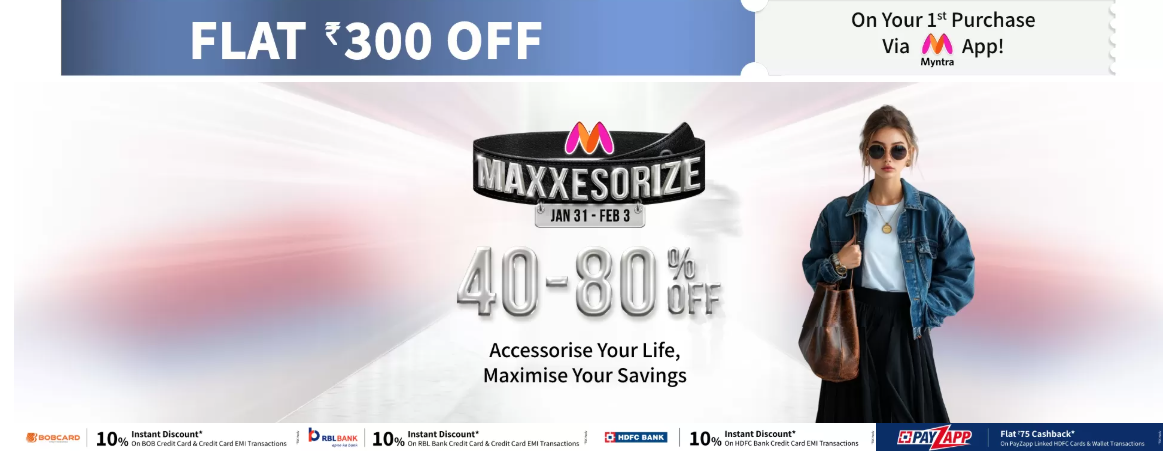 FLAT ₹300 OFF
On Your 1st Purchase
Via Myntra App!
MAXXESORIZE
JAN 31 - FEB 3
40-80% OFF
Accessorise Your Life,
Maximise Your Savings
BOBCARD
10% Instant Discount*
On BOB Credit Card & Credit Card EMI Transactions
RBL BANK
10% Instant Discount*
On RBL Bank Credit Card & Credit Card EMI Transactions
HDFC BANK
10% Instant Discount*
On HDFC Bank Credit Card EMI Transactions
PAYZAPP
Flat ₹75 Cashback*
On PayZapp Linked HDFC Cards & Wallet Transactions